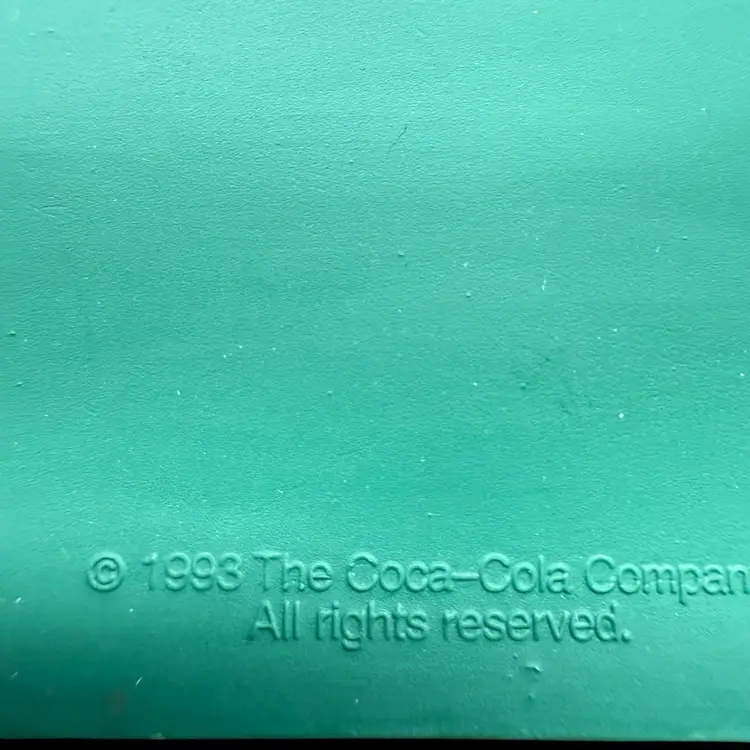 © 1993 The Coca-Cola Compan
All rights reserved.